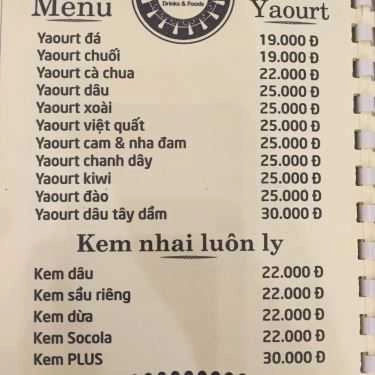 Menu
Drinks & Foods
Yaourt
Yaourt đá 19.000 Đ
Yaourt chuối 19.000 Đ
Yaourt cà chua 22.000 Đ
Yaourt dâu 25.000 Đ
Yaourt xoài 25.000 Đ
Yaourt việt quất 25.000 Đ
Yaourt cam & nha đam 25.000 Đ
Yaourt chanh dây 25.000 Đ
Yaourt kiwi 25.000 Đ
Yaourt đào 25.000 Đ
Yaourt dâu tây dầm 30.000 Đ
Kem nhai luôn ly
Kem dâu 22.000 Đ
Kem sầu riêng 22.000 Đ
Kem dừa 22.000 Đ
Kem Socola 22.000 Đ
Kem PLUS 30.000 Đ